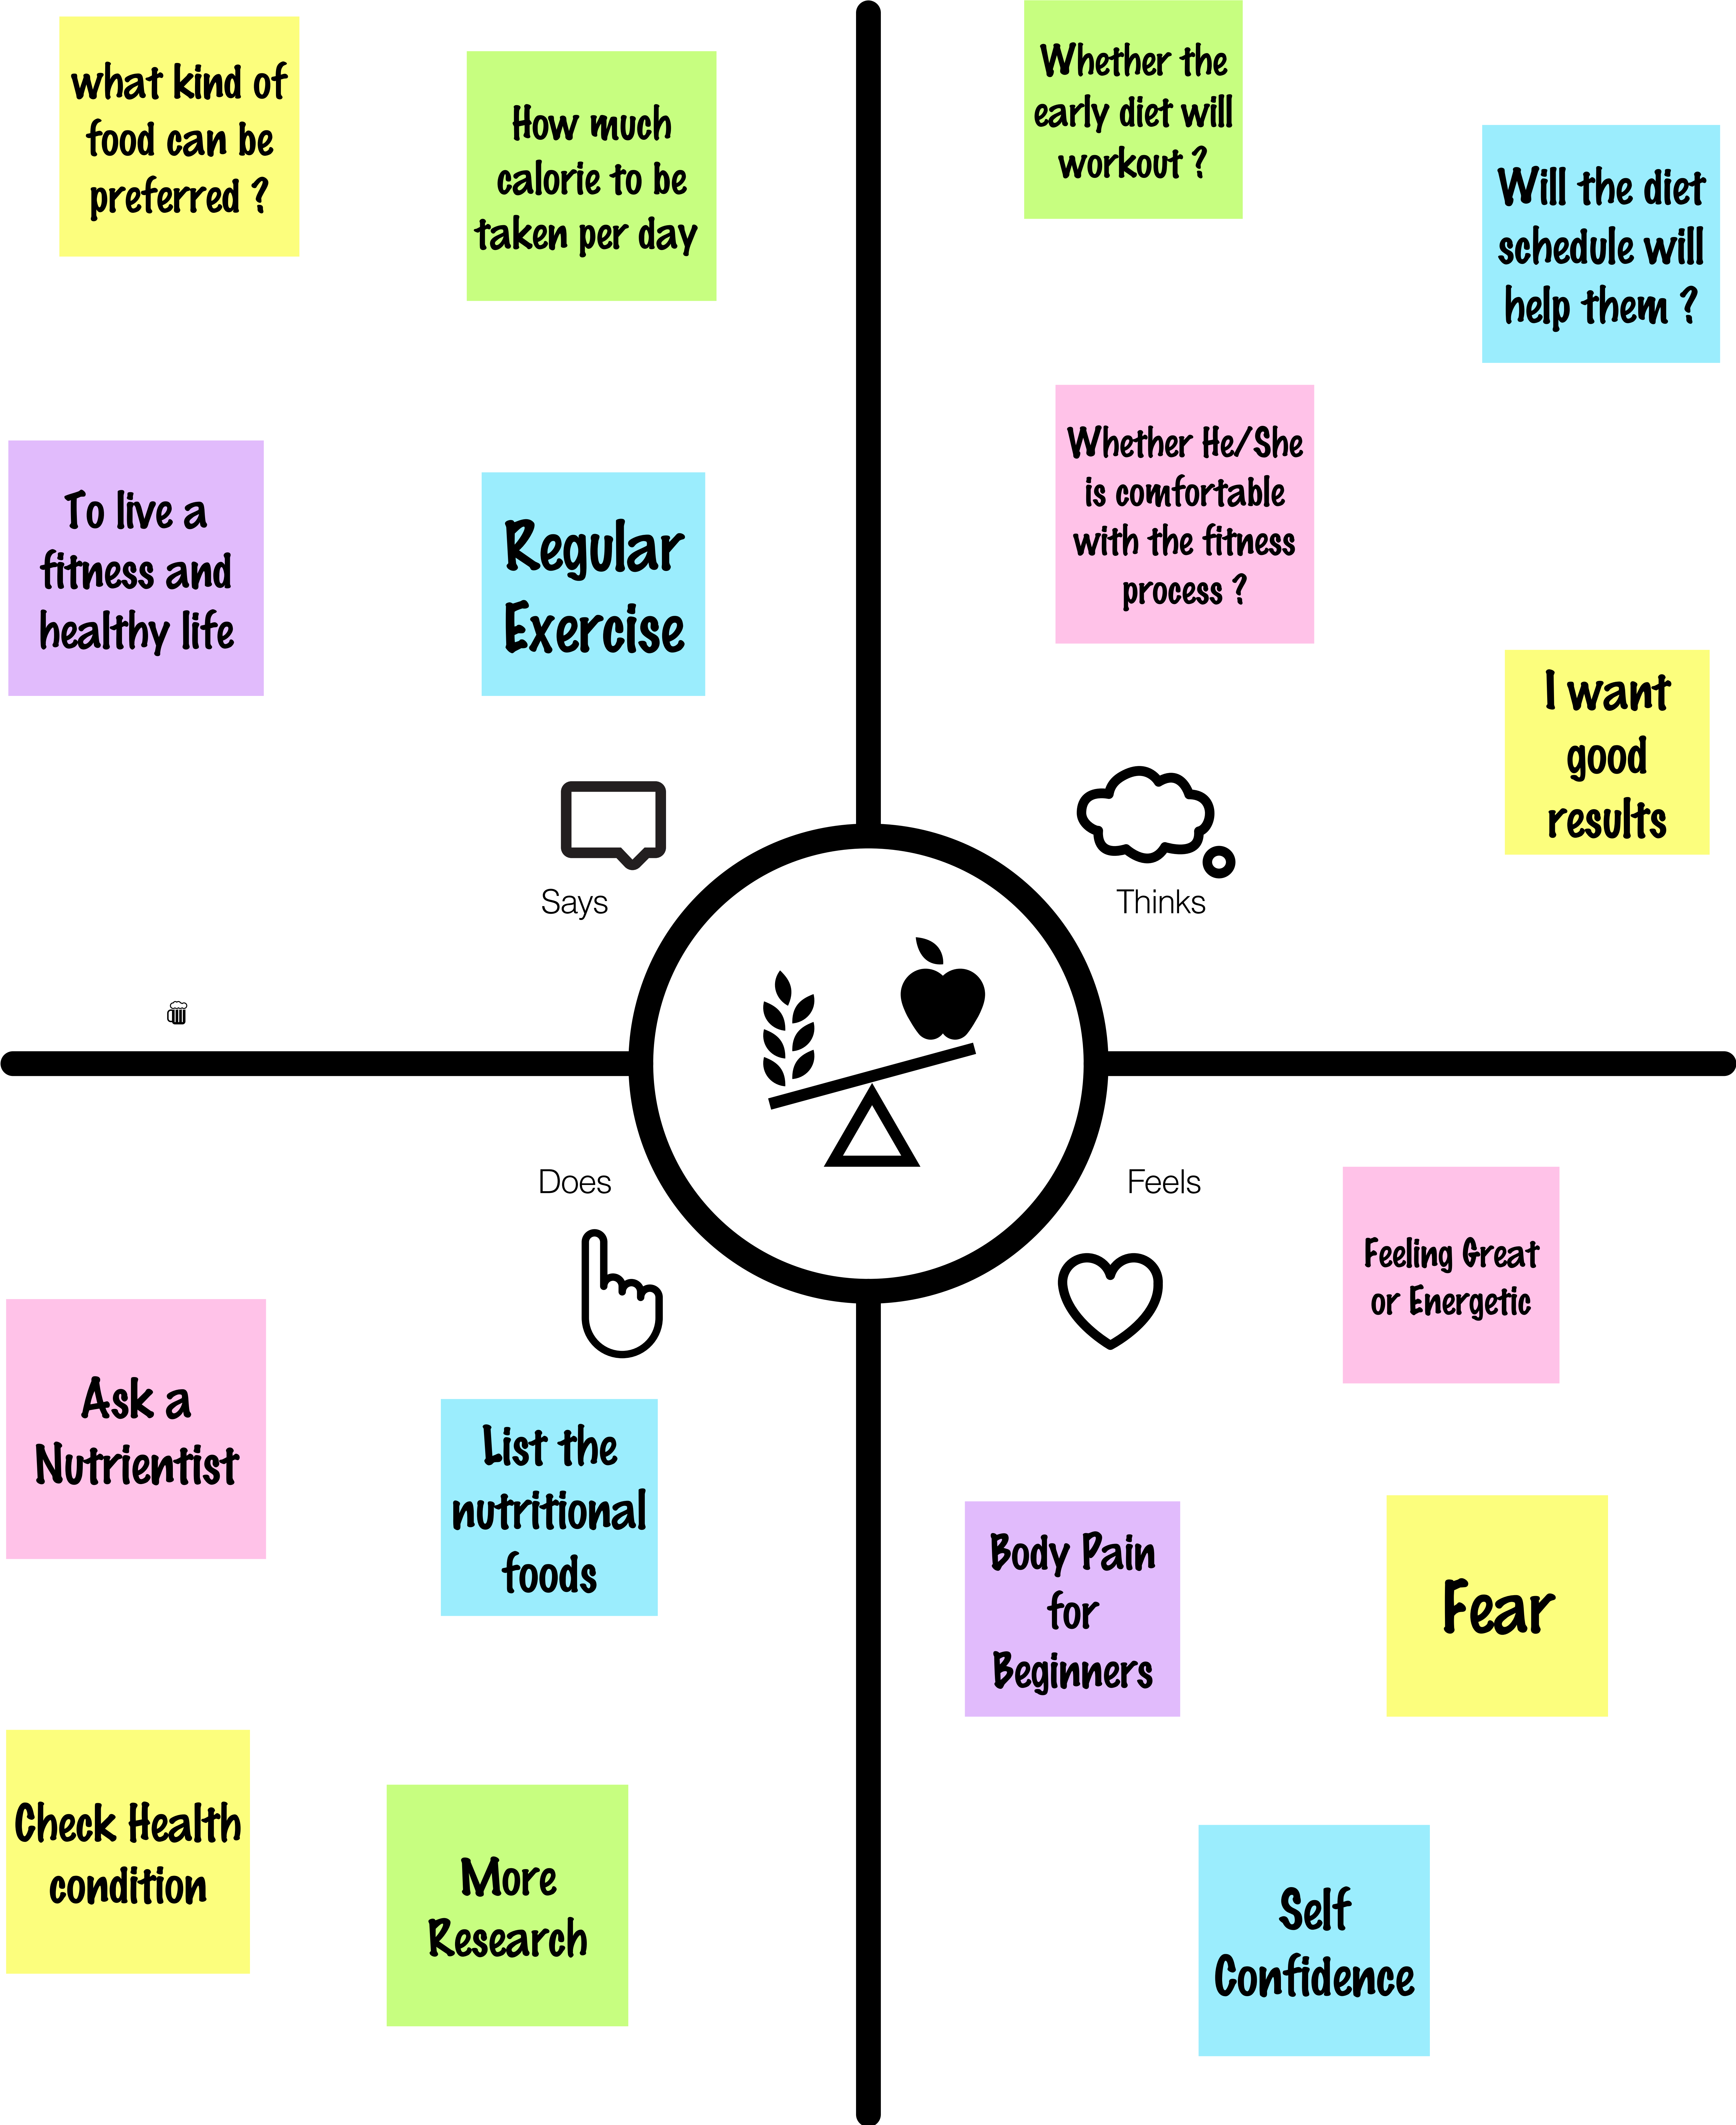 what kind of
food can be
preferred ?
How much
calorie to be
taken per day
To live a
fitness and
healthy life
Regular
Exercise
Says
Whether the
early diet will
workout ?
Will the diet
schedule will
help them ?
Whether He/She
is comfortable
with the fitness
process ?
I want
good
results
Thinks
Does
Ask a
Nutrientist
List the
nutritional
foods
Check Health
condition
More
Research
Feels
Feeling Great
or Energetic
Body Pain
for
Beginners
Fear
Self
Confidence